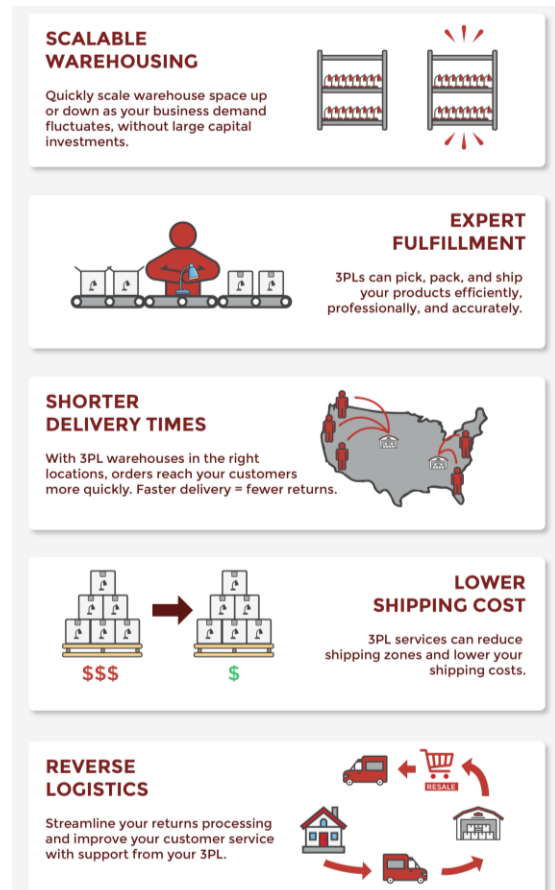 SCALABLE
WAREHOUSING
Quickly scale warehouse space up
or down as your business demand
fluctuates, without large capital
investments.
EXPERT
FULFILLMENT
3PLs can pick, pack, and ship
your products efficiently,
professionally, and accurately.
SHORTER
DELIVERY TIMES
With 3PL warehouses in the right
locations, orders reach your customers
more quickly. Faster delivery = fewer returns.
LOWER
SHIPPING COST
3PL services can reduce
shipping zones and lower your
shipping costs.
$$$
$
REVERSE
LOGISTICS
Streamline your returns processing
and improve your customer service
with support from your 3PL.
RESALE